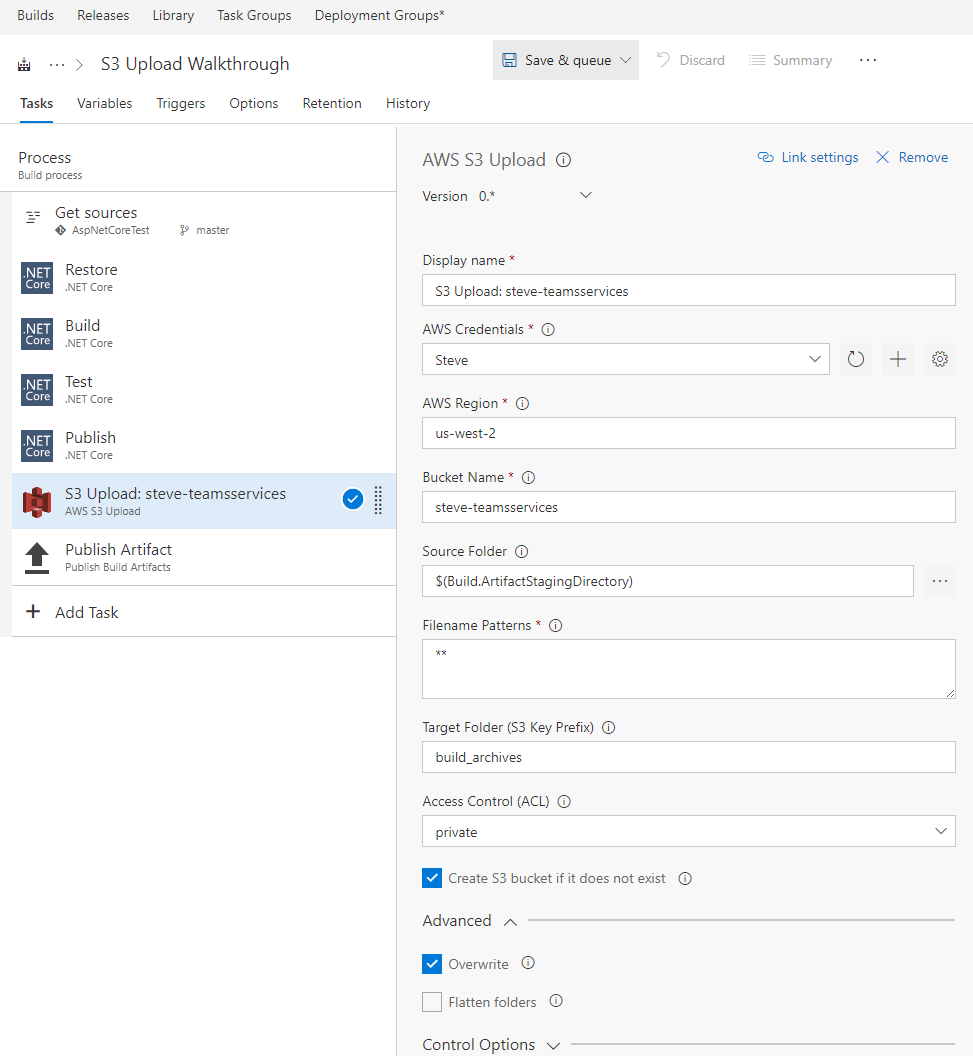 Builds Releases Library Task Groups Deployment Groups*
··· S3 Upload Walkthrough Save & queue Discard Summary ···
Tasks Variables Triggers Options Retention History
Process
Build process
Get sources
AspNetCoreTest master
.NET Core Restore
.NET Core
.NET Core Build
.NET Core
.NET Core Test
.NET Core
.NET Core Publish
.NET Core
S3 Upload: steve-teamsservices
AWS S3 Upload
Publish Artifact
Publish Build Artifacts
+ Add Task
AWS S3 Upload Link settings Remove
Version 0.*
Display name *
S3 Upload: steve-teamsservices
AWS Credentials *
Steve
AWS Region *
us-west-2
Bucket Name *
steve-teamsservices
Source Folder
$(Build.ArtifactStagingDirectory) ···
Filename Patterns *
**
Target Folder (S3 Key Prefix)
build_archives
Access Control (ACL)
private
Create S3 bucket if it does not exist
Advanced
Overwrite
Flatten folders
Control Options